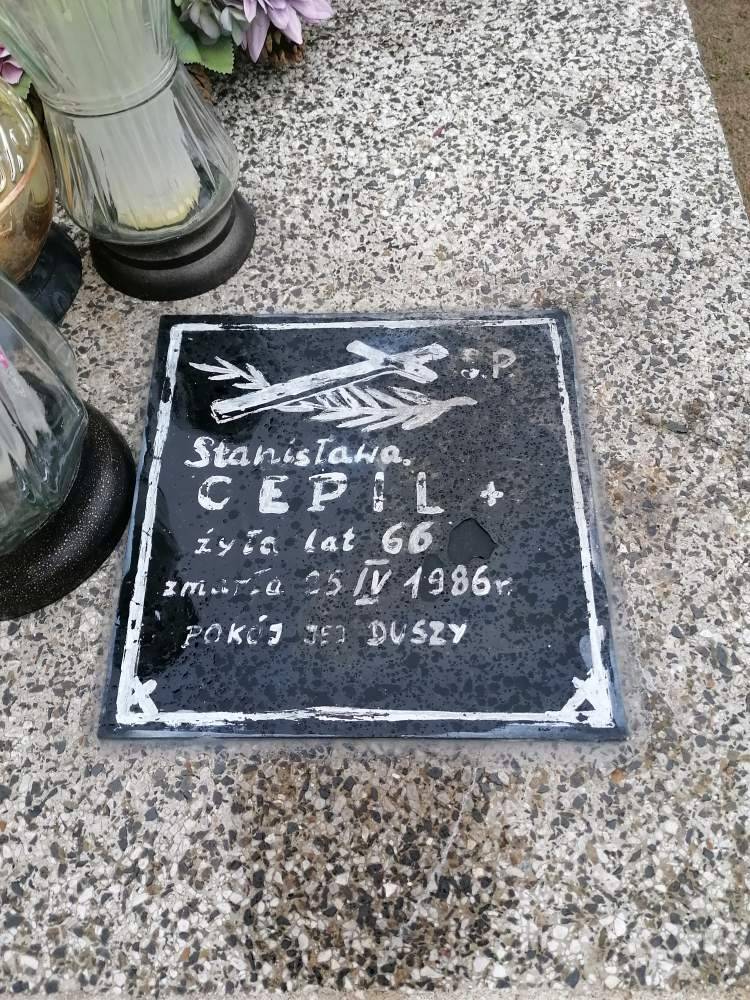 Ś.P
Stanisława
CEPIL +
żyła lat 66
zmarła 25 IV 1986r.
POKÓJ JEJ DUSZY